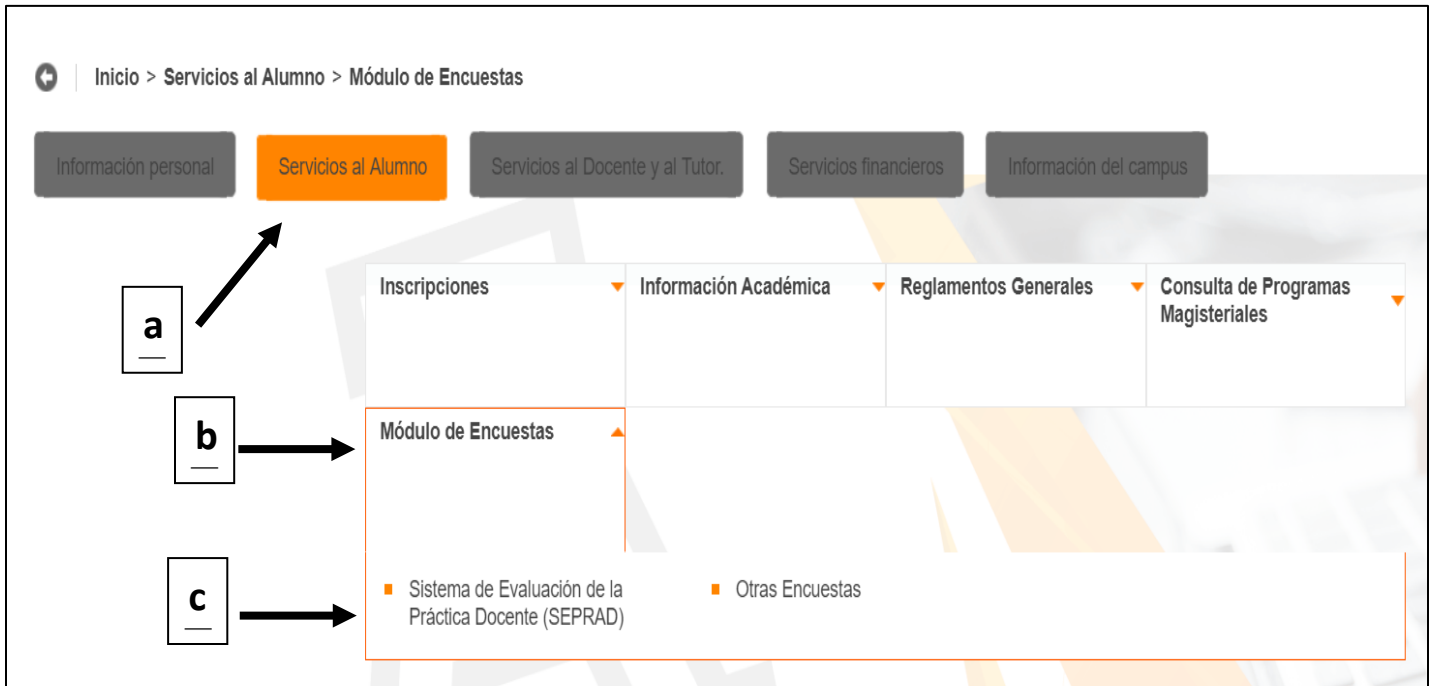 Inicio > Servicios al Alumno > Módulo de Encuestas
Información personal
Servicios al Alumno
Servicios al Docente y al Tutor.
Servicios financieros
Información del campus
a
Inscripciones
Información Académica
Reglamentos Generales
Consulta de Programas
Magisteriales
b
Módulo de Encuestas
c
Sistema de Evaluación de la
Práctica Docente (SEPRAD)
Otras Encuestas